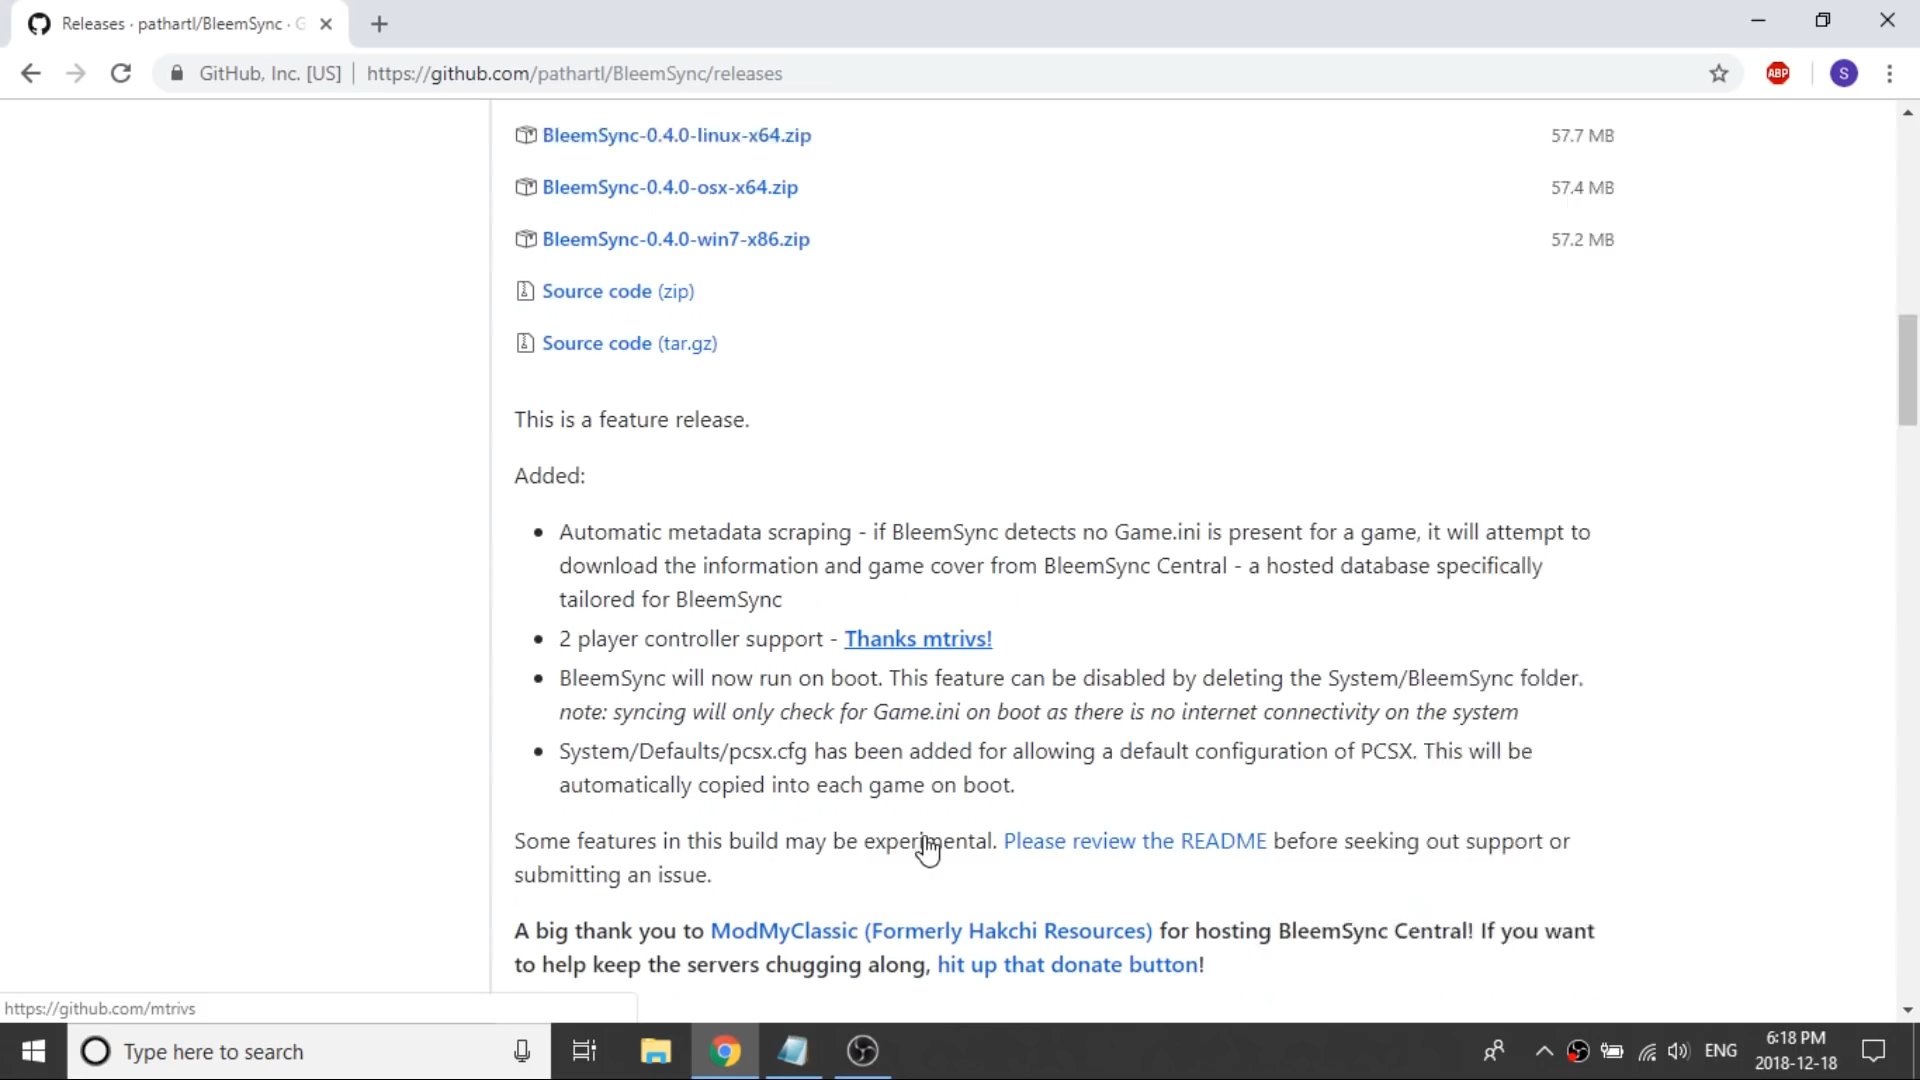 Releases · pathartl/BleemSync · G
GitHub, Inc. [US]
https://github.com/pathartl/BleemSync/releases
ABP
S
BleemSync-0.4.0-linux-x64.zip 57.7 MB
BleemSync-0.4.0-osx-x64.zip 57.4 MB
BleemSync-0.4.0-win7-x86.zip 57.2 MB
Source code (zip)
Source code (tar.gz)
This is a feature release.
Added:
Automatic metadata scraping - if BleemSync detects no Game.ini is present for a game, it will attempt to
download the information and game cover from BleemSync Central - a hosted database specifically
tailored for BleemSync
2 player controller support - Thanks mtrivs!
BleemSync will now run on boot. This feature can be disabled by deleting the System/BleemSync folder.
note: syncing will only check for Game.ini on boot as there is no internet connectivity on the system
System/Defaults/pcsx.cfg has been added for allowing a default configuration of PCSX. This will be
automatically copied into each game on boot.
Some features in this build may be experimental. Please review the README before seeking out support or
submitting an issue.
A big thank you to ModMyClassic (Formerly Hakchi Resources) for hosting BleemSync Central! If you want
to help keep the servers chugging along, hit up that donate button!
https://github.com/mtrivs
Type here to search
ENG
6:18 PM
2018-12-18